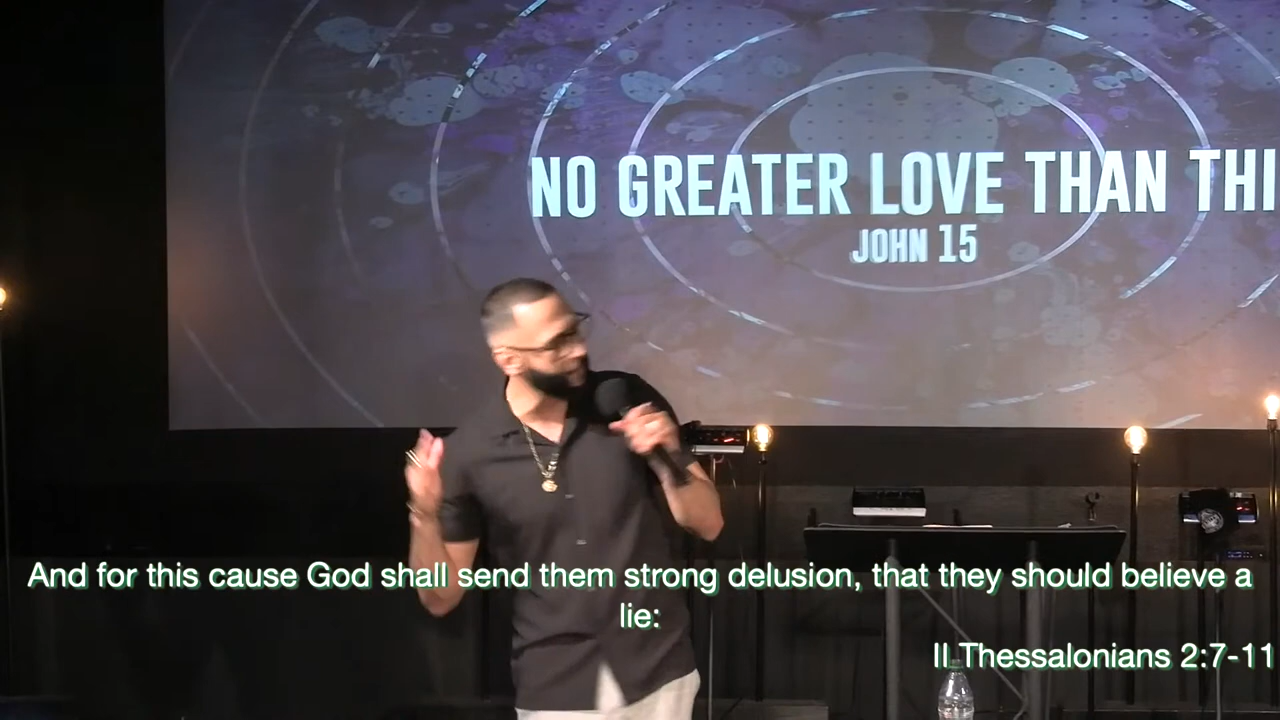 NO GREATER LOVE THAN THI
JOHN 15
And for this cause God shall send them strong delusion, that they should believe a
lie:
II Thessalonians 2:7-11